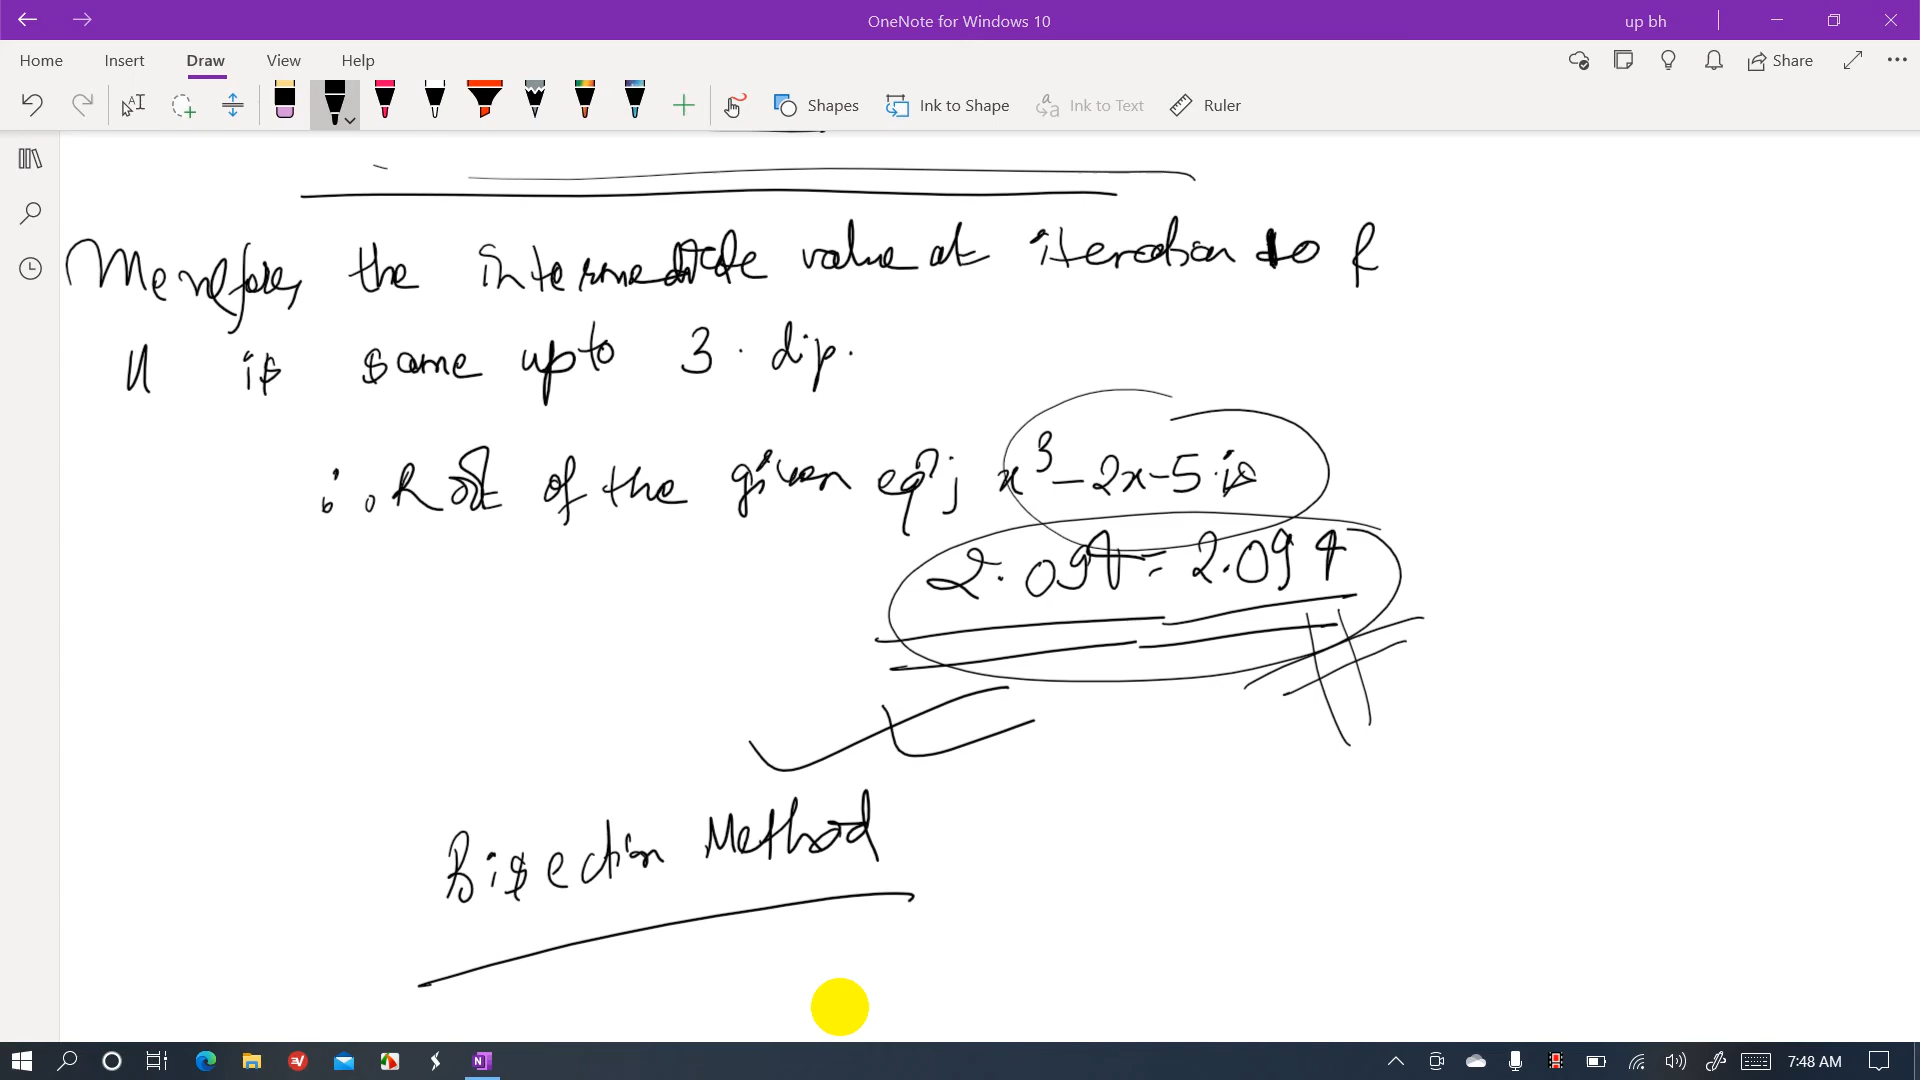 OneNote for Windows 10
up bh
Home Insert Draw View Help
Share
Shapes Ink to Shape Ink to Text Ruler
Therefore, the intermediate value at iteration 10 &
11 is same upto 3. d.p.
∴ Root of the given eqn; x³-2x-5 is
2.094 = 2.094
Bisection Method
7:48 AM